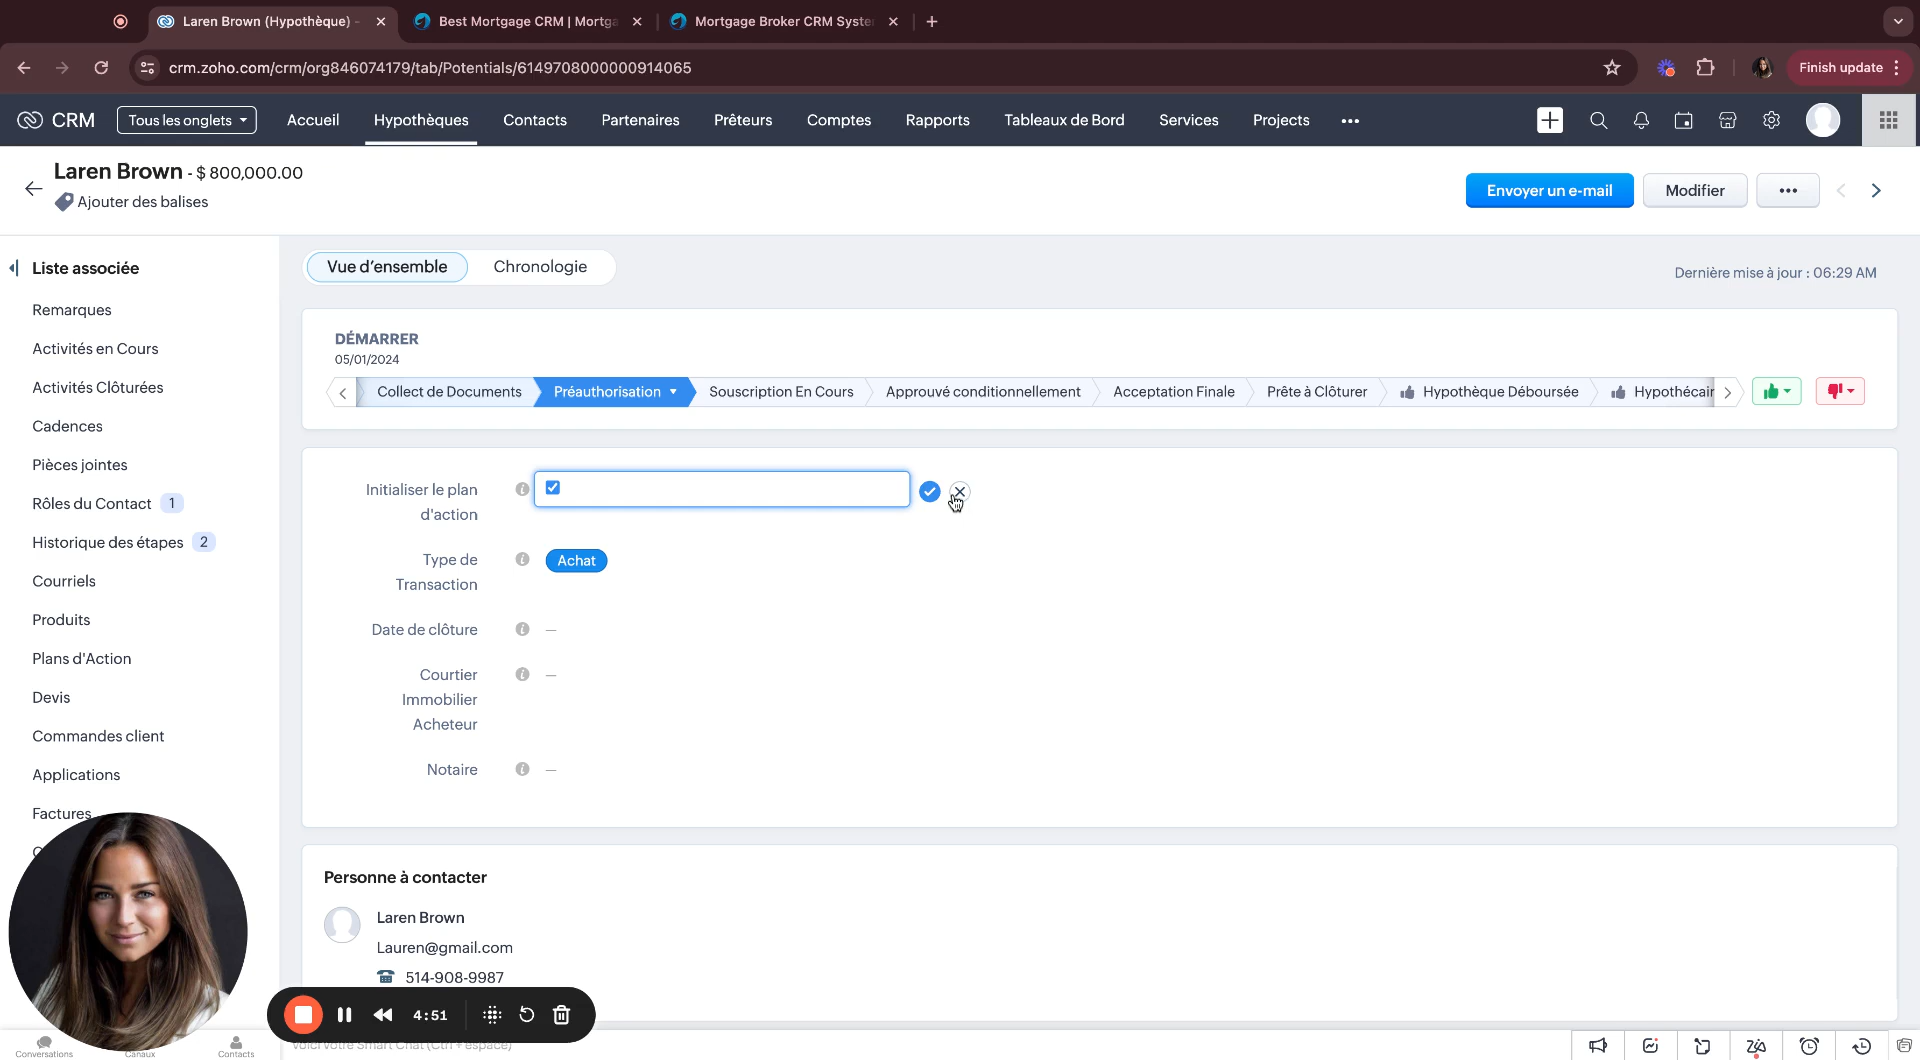 Laren Brown (Hypothèque) -
Best Mortgage CRM | Mortga
Mortgage Broker CRM Syste
crm.zoho.com/crm/org846074179/tab/Potentials/6149708000000914065
Finish update
CRM
Tous les onglets
Accueil
Hypothèques
Contacts
Partenaires
Prêteurs
Comptes
Rapports
Tableaux de Bord
Services
Projects
Laren Brown - $ 800,000.00
Ajouter des balises
Envoyer un e-mail
Modifier
Liste associée
Remarques
Activités en Cours
Activités Clôturées
Cadences
Pièces jointes
Rôles du Contact 1
Historique des étapes 2
Courriels
Produits
Plans d'Action
Devis
Commandes client
Applications
Factures
Vue d’ensemble
Chronologie
Dernière mise à jour : 06:29 AM
DÉMARRER
05/01/2024
Collect de Documents
Préautorisation
Souscription En Cours
Approuvé conditionnellement
Acceptation Finale
Prête à Clôturer
Hypothèque Déboursée
Hypothécair
Initialiser le plan
d'action
Type de
Transaction
Achat
Date de clôture
—
Courtier
Immobilier
Acheteur
—
Notaire
—
Personne à contacter
Laren Brown
Lauren@gmail.com
514-908-9987
4:51
Conversations
Canaux
Contacts
Voici votre Smart Chat (Ctrl + espace)